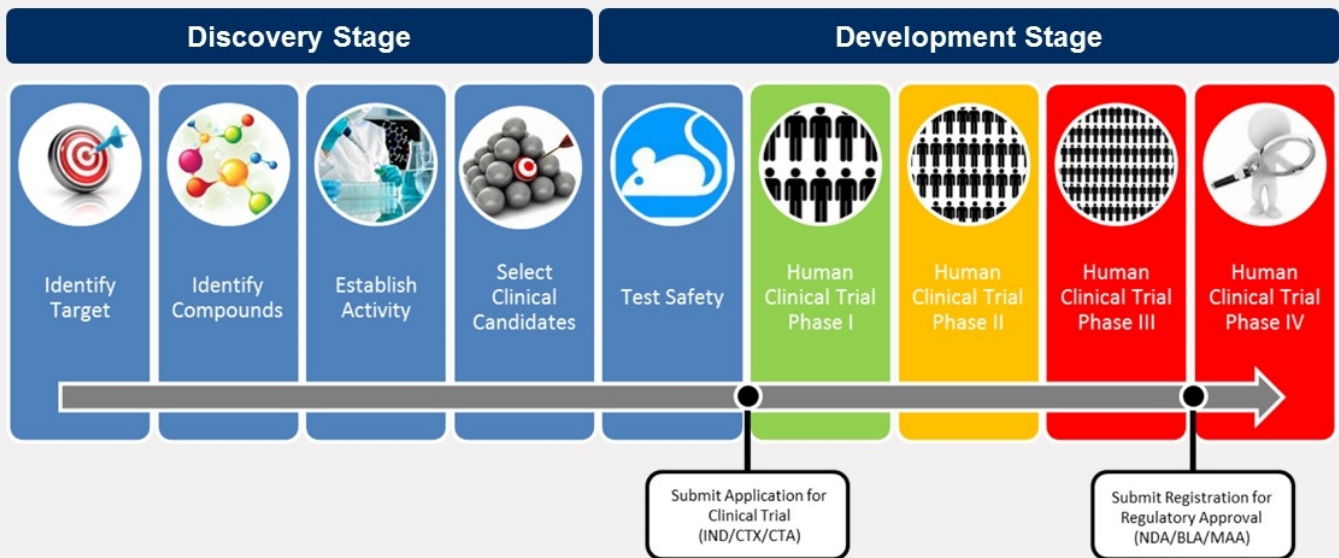 Discovery Stage
Development Stage
Identify
Target
Identify
Compounds
Establish
Activity
Select
Clinical
Candidates
Test Safety
Human
Clinical Trial
Phase I
Human
Clinical Trial
Phase II
Human
Clinical Trial
Phase III
Human
Clinical Trial
Phase IV
Submit Application for
Clinical Trial
(IND/CTX/CTA)
Submit Registration for
Regulatory Approval
(NDA/BLA/MAA)